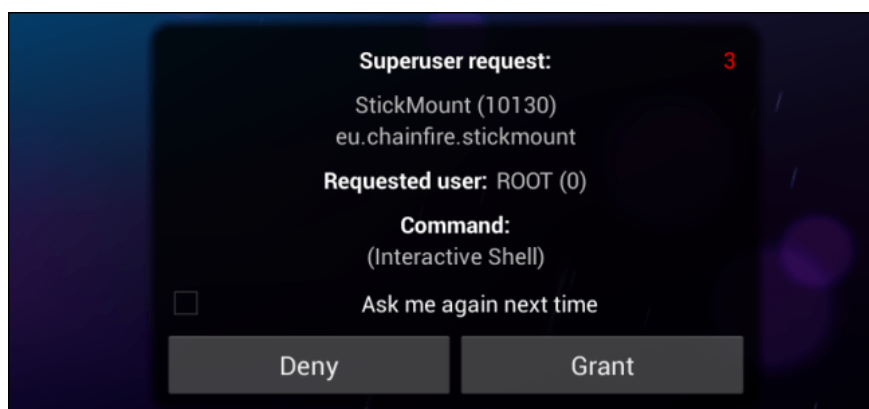 Superuser request: 3
StickMount (10130)
eu.chainfire.stickmount
Requested user: ROOT (0)
Command:
(Interactive Shell)
Ask me again next time
Deny Grant